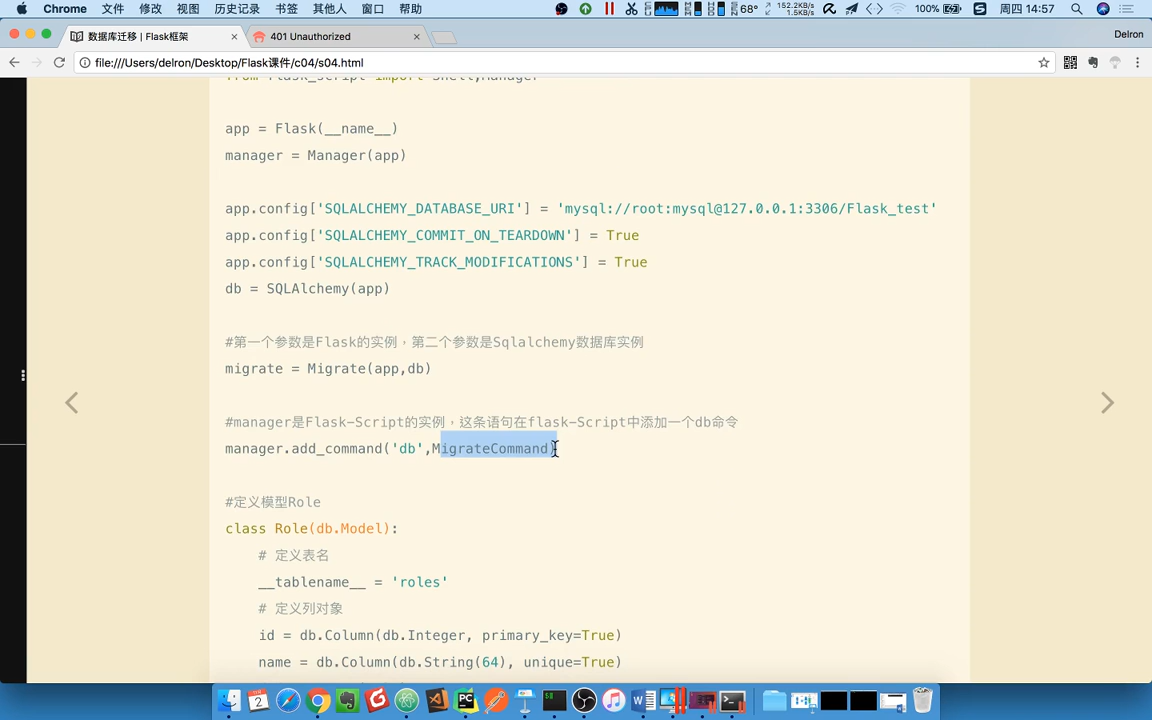 Chrome 文件 修改 视图 历史记录 书签 其他人 窗口 帮助 68° 152.2KB/s 1.5KB/s 100% 周四 14:57
数据库迁移 | Flask框架 401 Unauthorized Delron
file:///Users/delron/Desktop/Flask课件/c04/s04.html
from flask_script import Shell,Manager
app = Flask(__name__)
manager = Manager(app)
app.config['SQLALCHEMY_DATABASE_URI'] = 'mysql://root:mysql@127.0.0.1:3306/Flask_test'
app.config['SQLALCHEMY_COMMIT_ON_TEARDOWN'] = True
app.config['SQLALCHEMY_TRACK_MODIFICATIONS'] = True
db = SQLAlchemy(app)
#第一个参数是Flask的实例，第二个参数是Sqlalchemy数据库实例
migrate = Migrate(app,db)
#manager是Flask-Script的实例，这条语句在flask-Script中添加一个db命令
manager.add_command('db',MigrateCommand)
#定义模型Role
class Role(db.Model):
# 定义表名
__tablename__ = 'roles'
# 定义列对象
id = db.Column(db.Integer, primary_key=True)
name = db.Column(db.String(64), unique=True)